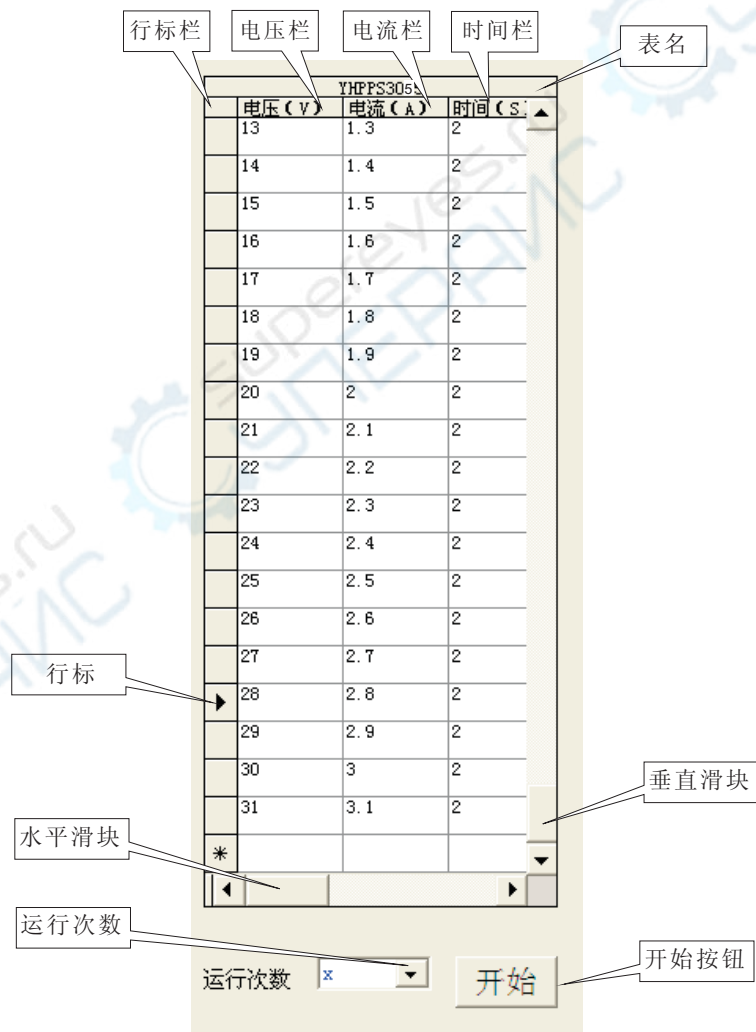 行标栏 电压栏 电流栏 时间栏 表名
YHPPS3055
电压(V) 电流(A) 时间(S
13 1.3 2
14 1.4 2
15 1.5 2
16 1.6 2
17 1.7 2
18 1.8 2
19 1.9 2
20 2 2
21 2.1 2
22 2.2 2
23 2.3 2
24 2.4 2
25 2.5 2
26 2.6 2
27 2.7 2
行标
28 2.8 2
29 2.9 2
30 3 2
垂直滑块
31 3.1 2
水平滑块
*
运行次数
开始按钮
运行次数 x 开始
supereyes.ru
СУПЕРАЙС